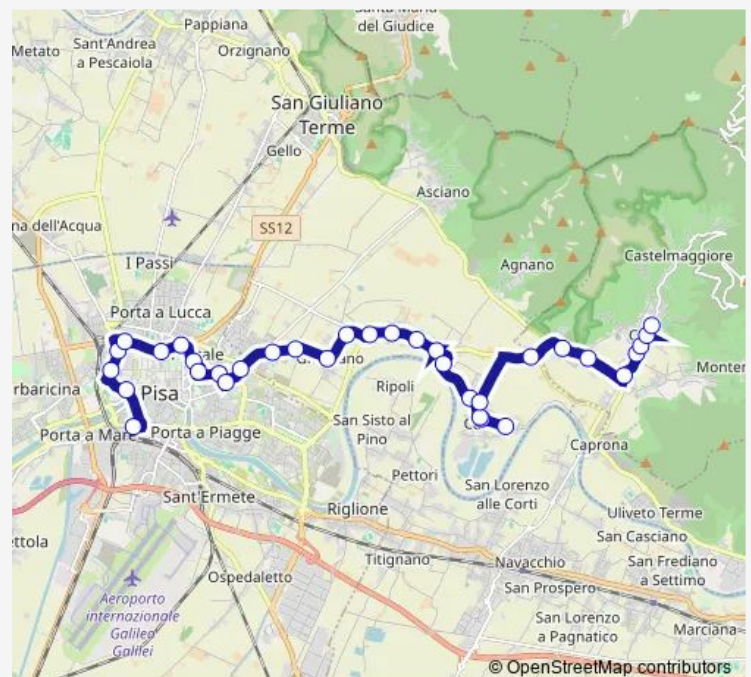 Pappiana
Metato
Sant'Andrea
a Pescaiola
Orzignano
del Giudice
San Giuliano
Terme
Gello
Asciano
na dell'Acqua
SS12
I Passi
Agnano
Castelmaggiore
Porta a Lucca
Ripoli
rbaricina
Pisa
Monter
Porta a Mare
Porta a Piagge
San Sisto al
Pino
Caprona
Pettori
Sant'Ermete
San Lorenzo
alle Corti
Riglione
Uliveto Terme
ettola
San Casciano
Titignano
Navacchio
San Frediano
a Settimo
Ospedaletto
San Prospero
Aeroporto
internazionale
Galileo
Galilei
San Lorenzo
a Pagnatico
Marciana
© OpenStreetMap contributors